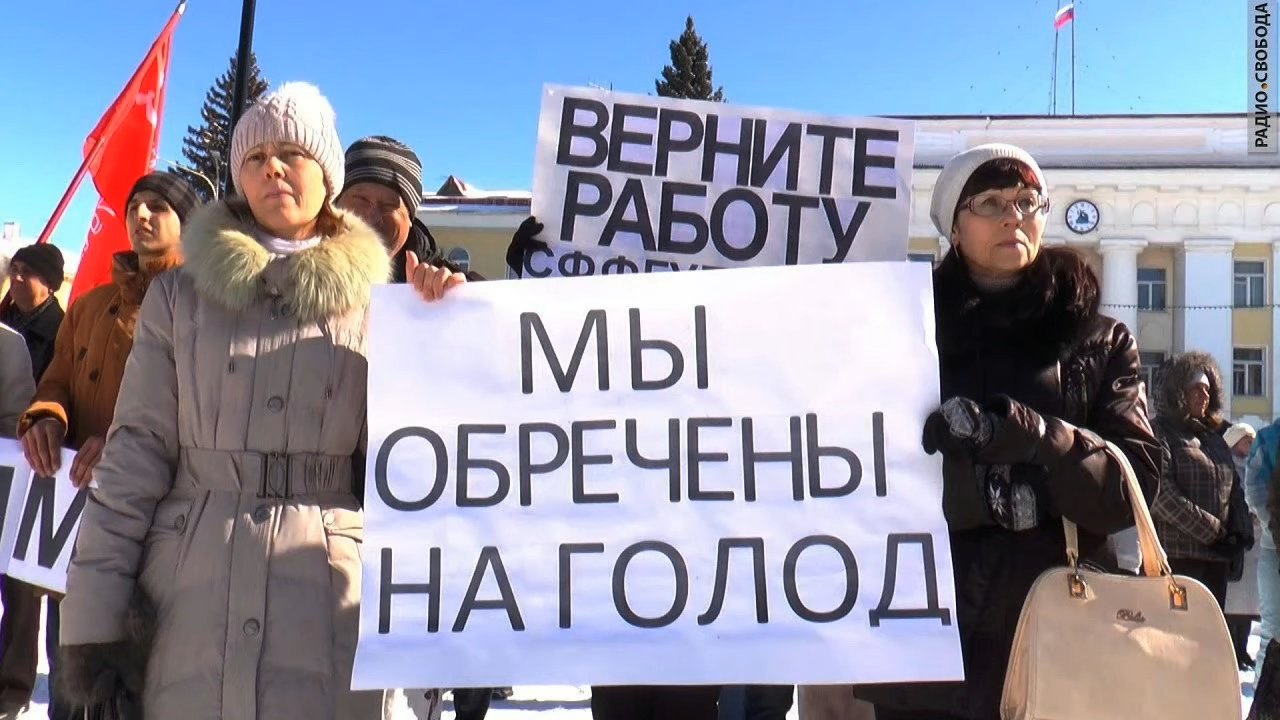 РАДИО СВОБОДА
ВЕРНИТЕ
РАБОТУ
МЫ
ОБРЕЧЕНЫ
НА ГОЛОД